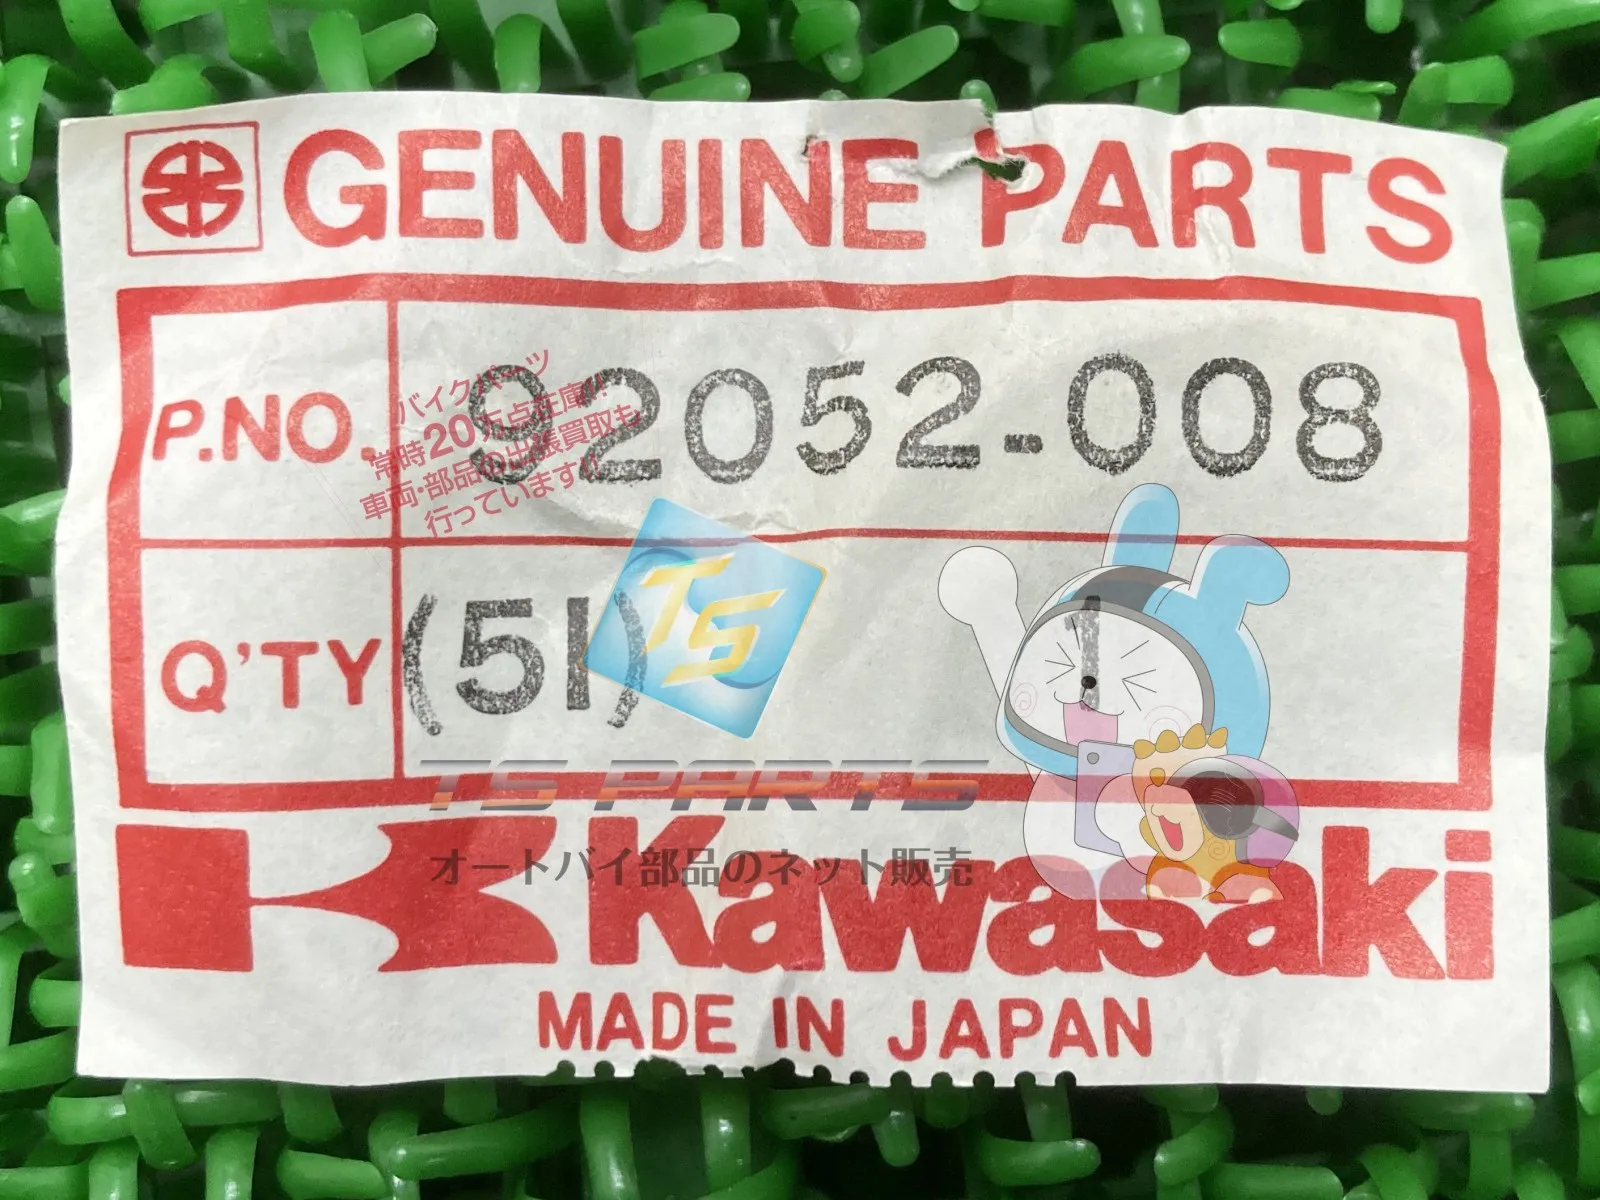 GENUINE PARTS
P.NO. 92052-008
バイクパーツ
常時20万点在庫!!
車両・部品の出張買取も
行っています!!
Q'TY (51) 1
TS
TS PARTS
オートバイ部品のネット販売
Kawasaki
MADE IN JAPAN